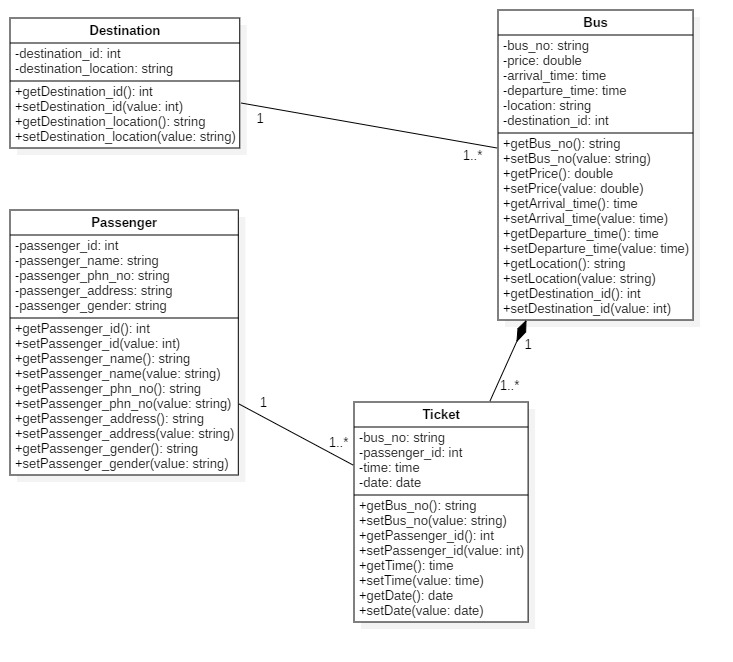 Destination
-destination_id: int
-destination_location: string
+getDestination_id(): int
+setDestination_id(value: int)
+getDestination_location(): string
+setDestination_location(value: string)
1
1..*
Bus
-bus_no: string
-price: double
-arrival_time: time
-departure_time: time
-location: string
-destination_id: int
+getBus_no(): string
+setBus_no(value: string)
+getPrice(): double
+setPrice(value: double)
+getArrival_time(): time
+setArrival_time(value: time)
+getDeparture_time(): time
+setDeparture_time(value: time)
+getLocation(): string
+setLocation(value: string)
+getDestination_id(): int
+setDestination_id(value: int)
1
1..*
Passenger
-passenger_id: int
-passenger_name: string
-passenger_phn_no: string
-passenger_address: string
-passenger_gender: string
+getPassenger_id(): int
+setPassenger_id(value: int)
+getPassenger_name(): string
+setPassenger_name(value: string)
+getPassenger_phn_no(): string
+setPassenger_phn_no(value: string)
+getPassenger_address(): string
+setPassenger_address(value: string)
+getPassenger_gender(): string
+setPassenger_gender(value: string)
1
1..*
Ticket
-bus_no: string
-passenger_id: int
-time: time
-date: date
+getBus_no(): string
+setBus_no(value: string)
+getPassenger_id(): int
+setPassenger_id(value: int)
+getTime(): time
+setTime(value: time)
+getDate(): date
+setDate(value: date)